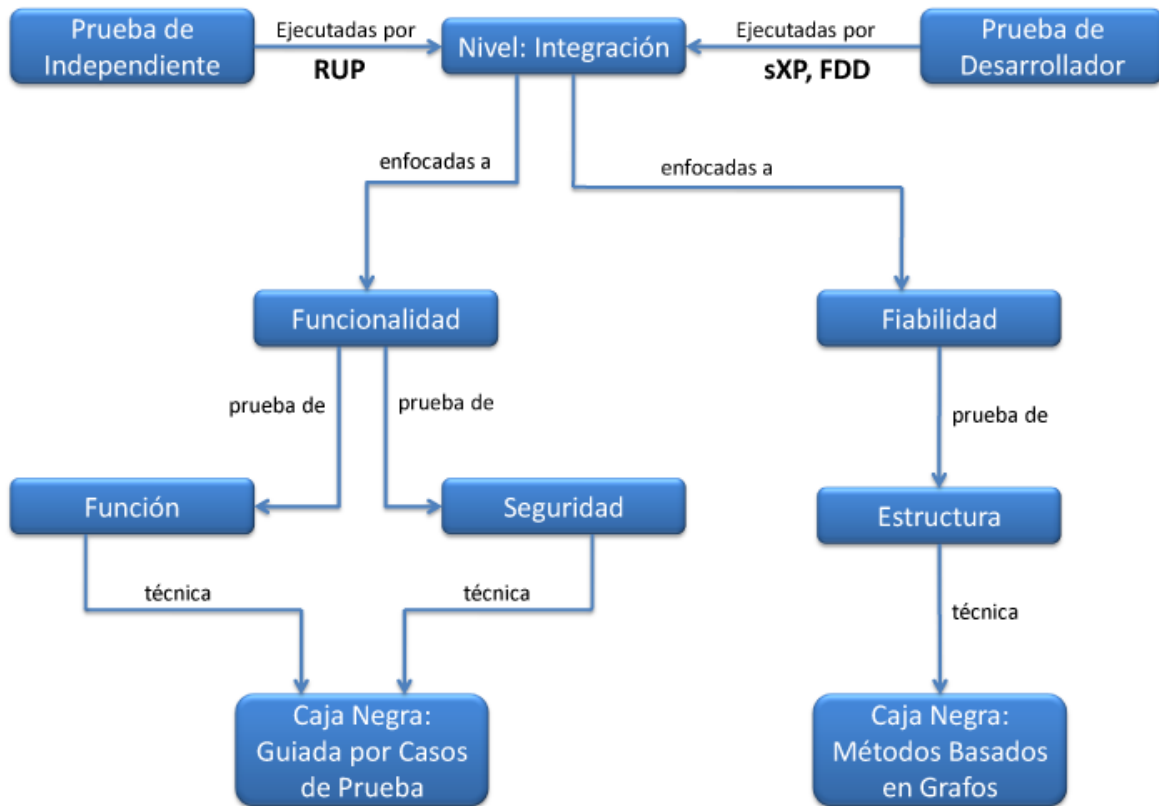 Prueba de
Independiente
Ejecutadas por
RUP
Nivel: Integración
Ejecutadas por
sXP, FDD
Prueba de
Desarrollador
enfocadas a
enfocadas a
Funcionalidad
Fiabilidad
prueba de
prueba de
prueba de
Función
Seguridad
Estructura
técnica
técnica
técnica
Caja Negra:
Guiada por Casos
de Prueba
Caja Negra:
Métodos Basados
en Grafos